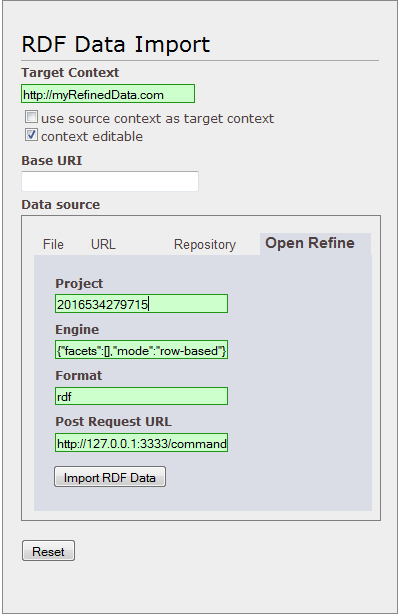 RDF Data Import
Target Context
http://myRefinedData.com
use source context as target context
context editable
Base URI
Data source
File URL Repository Open Refine
Project
2016534279715
Engine
{"facets":[],"mode":"row-based"}
Format
rdf
Post Request URL
http://127.0.0.1:3333/command
Import RDF Data
Reset